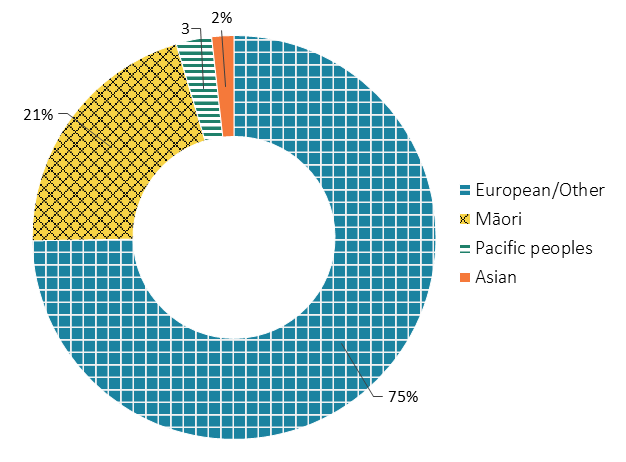 2%
3
21%
European/Other
Māori
Pacific peoples
Asian
75%